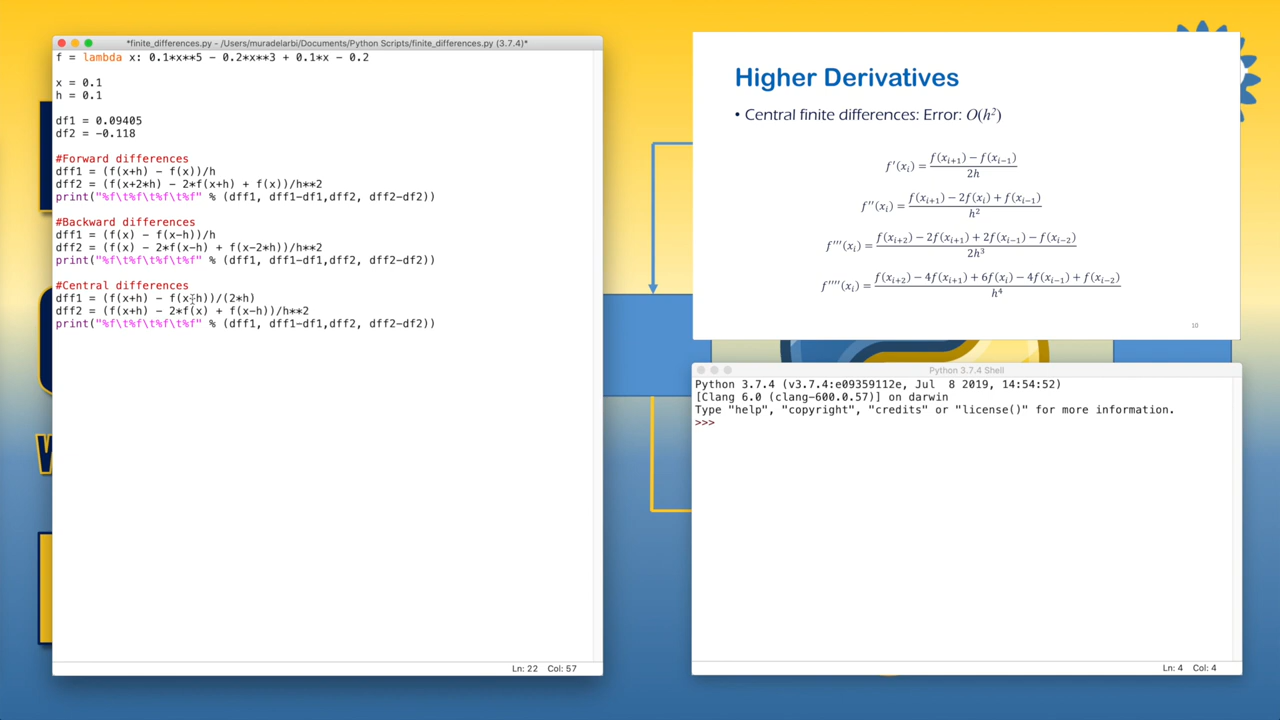 *finite_differences.py - /Users/muradelarbi/Documents/Python Scripts/finite_differences.py (3.7.4)*
f = lambda x: 0.1*x**5 - 0.2*x**3 + 0.1*x - 0.2
x = 0.1
h = 0.1
df1 = 0.09405
df2 = -0.118
#Forward differences
dff1 = (f(x+h) - f(x))/h
dff2 = (f(x+2*h) - 2*f(x+h) + f(x))/h**2
print("%f\t%f\t%f\t%f" % (dff1, dff1-df1,dff2, dff2-df2))
#Backward differences
dff1 = (f(x) - f(x-h))/h
dff2 = (f(x) - 2*f(x-h) + f(x-2*h))/h**2
print("%f\t%f\t%f\t%f" % (dff1, dff1-df1,dff2, dff2-df2))
#Central differences
dff1 = (f(x+h) - f(x-h))/(2*h)
dff2 = (f(x+h) - 2*f(x) + f(x-h))/h**2
print("%f\t%f\t%f\t%f" % (dff1, dff1-df1,dff2, dff2-df2))
Ln: 22 Col: 57
Higher Derivatives
• Central finite differences: Error: O(h²)
f′(xᵢ) = f(xᵢ₊₁) − f(xᵢ₋₁) / 2h
f′′(xᵢ) = f(xᵢ₊₁) − 2f(xᵢ) + f(xᵢ₋₁) / h²
f′′′(xᵢ) = f(xᵢ₊₂) − 2f(xᵢ₊₁) + 2f(xᵢ₋₁) − f(xᵢ₋₂) / 2h³
f′′′′(xᵢ) = f(xᵢ₊₂) − 4f(xᵢ₊₁) + 6f(xᵢ) − 4f(xᵢ₋₁) + f(xᵢ₋₂) / h⁴
10
Python 3.7.4 Shell
Python 3.7.4 (v3.7.4:e09359112e, Jul 8 2019, 14:54:52)
[Clang 6.0 (clang-600.0.57)] on darwin
Type "help", "copyright", "credits" or "license()" for more information.
>>>
Ln: 4 Col: 4